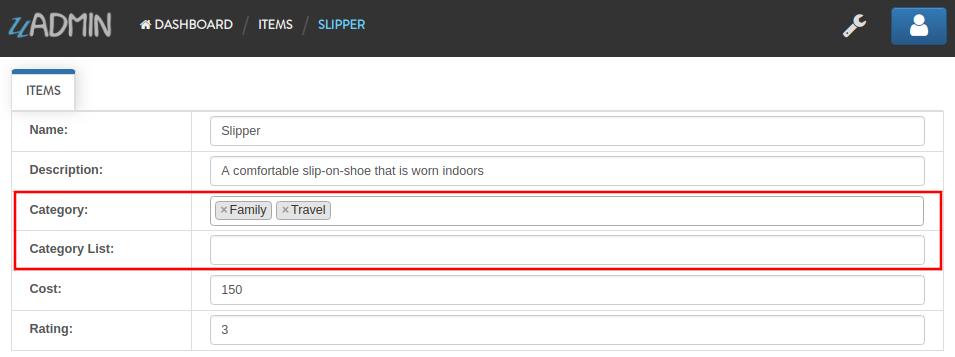 uADMIN DASHBOARD / ITEMS / SLIPPER
ITEMS
Name: Slipper
Description: A comfortable slip-on-shoe that is worn indoors
Category: ×Family ×Travel
Category List:
Cost: 150
Rating: 3